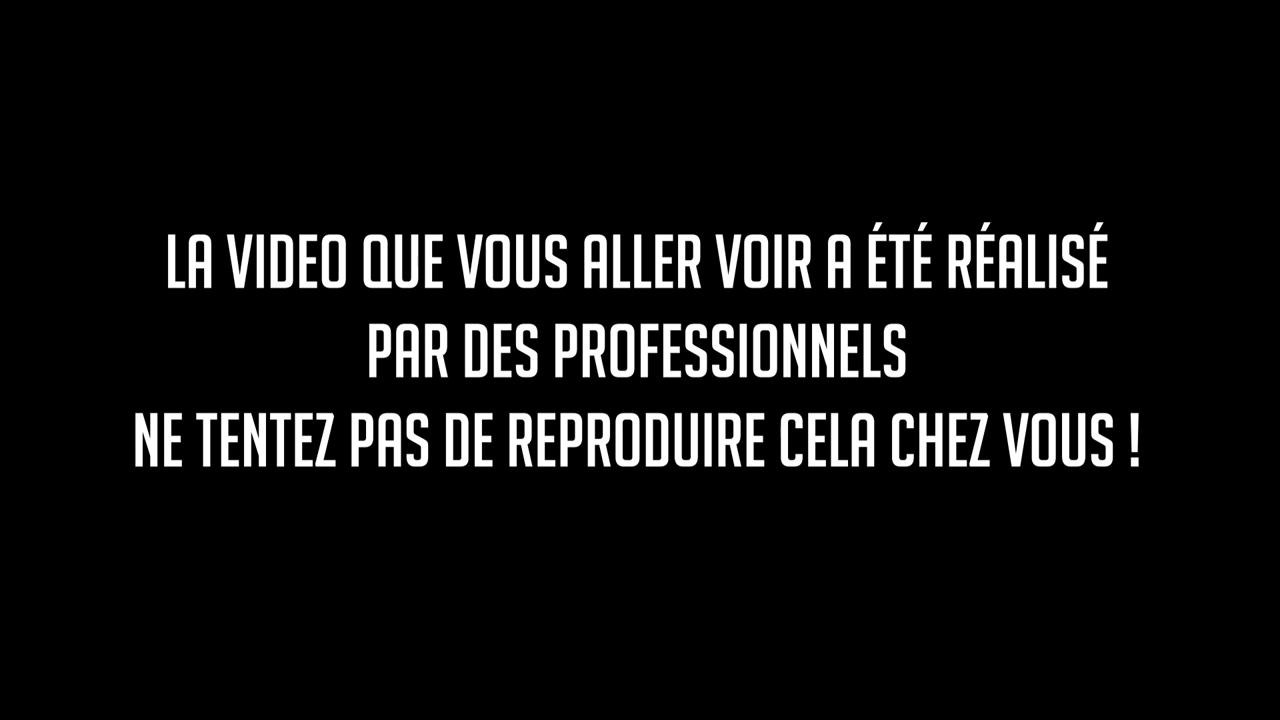 LA VIDEO QUE VOUS ALLER VOIR A ÉTÉ RÉALISÉ
PAR DES PROFESSIONNELS
NE TENTEZ PAS DE REPRODUIRE CELA CHEZ VOUS !